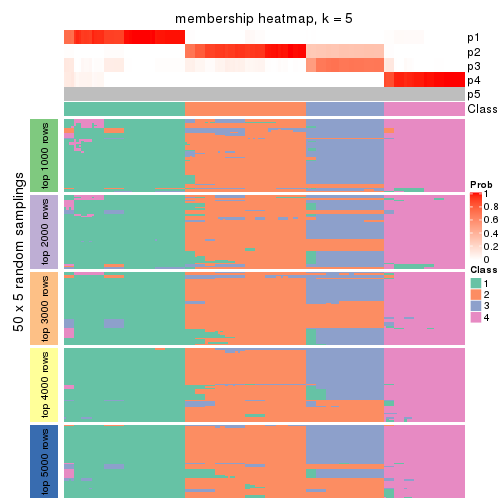 membership heatmap, k = 5
p1
p2
p3
p4
p5
Class
50 x 5 random samplings
top 1000 rows
top 2000 rows
top 3000 rows
top 4000 rows
top 5000 rows
Prob
1
0.8
0.6
0.4
0.2
0
Class
1
2
3
4